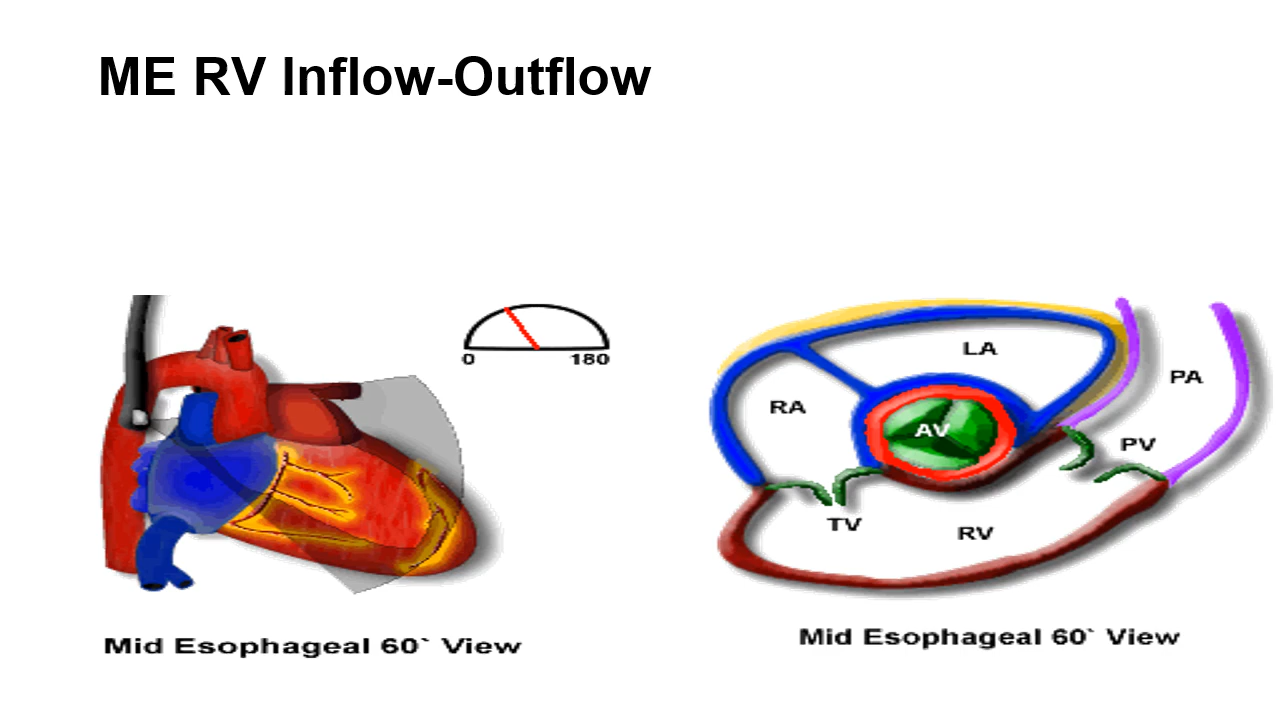 ME RV Inflow-Outflow
0 180
LA
PA
RA
AV
PV
TV
RV
Mid Esophageal 60` View
Mid Esophageal 60` View